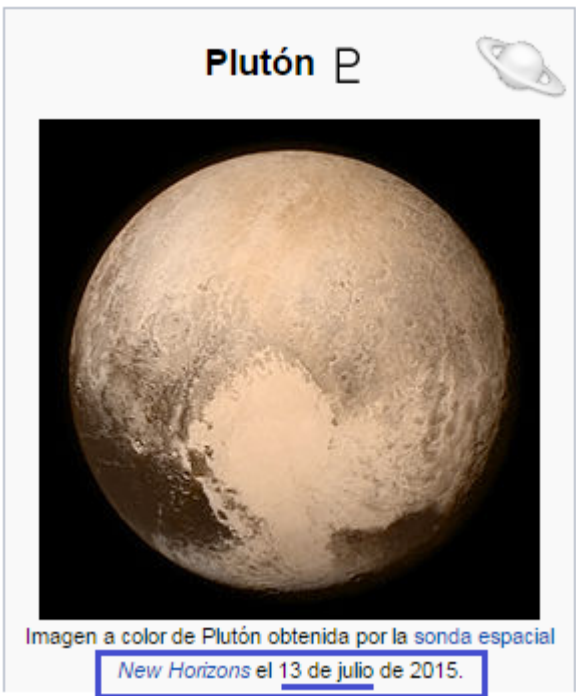 Plutón ♇
Imagen a color de Plutón obtenida por la sonda espacial
New Horizons el 13 de julio de 2015.